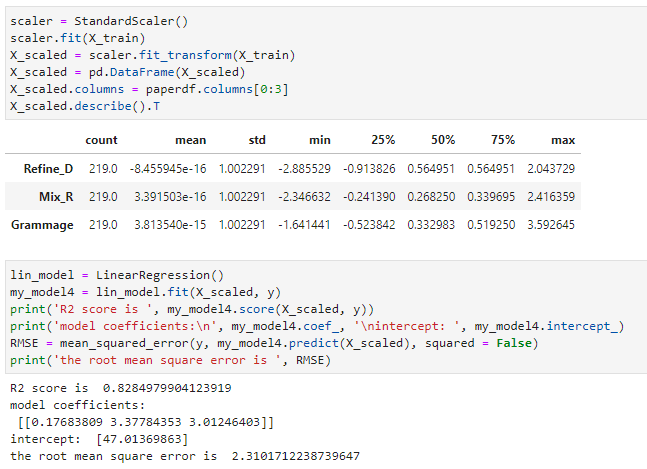 scaler = StandardScaler()
scaler.fit(X_train)
X_scaled = scaler.fit_transform(X_train)
X_scaled = pd.DataFrame(X_scaled)
X_scaled.columns = paperdf.columns[0:3]
X_scaled.describe().T
count mean std min 25% 50% 75% max
Refine_D 219.0 -8.455945e-16 1.002291 -2.885529 -0.913826 0.564951 0.564951 2.043729
Mix_R 219.0 3.391503e-16 1.002291 -2.346632 -0.241390 0.268250 0.339695 2.416359
Grammage 219.0 3.813540e-15 1.002291 -1.641441 -0.523842 0.332983 0.519250 3.592645
lin_model = LinearRegression()
my_model4 = lin_model.fit(X_scaled, y)
print('R2 score is ', my_model4.score(X_scaled, y))
print('model coefficients:\n', my_model4.coef_, '\nintercept: ', my_model4.intercept_)
RMSE = mean_squared_error(y, my_model4.predict(X_scaled), squared = False)
print('the root mean square error is ', RMSE)
R2 score is  0.8284979904123919
model coefficients:
 [[0.17683809 3.37784353 3.01246403]]
intercept:  [47.01369863]
the root mean square error is  2.3101712238739647